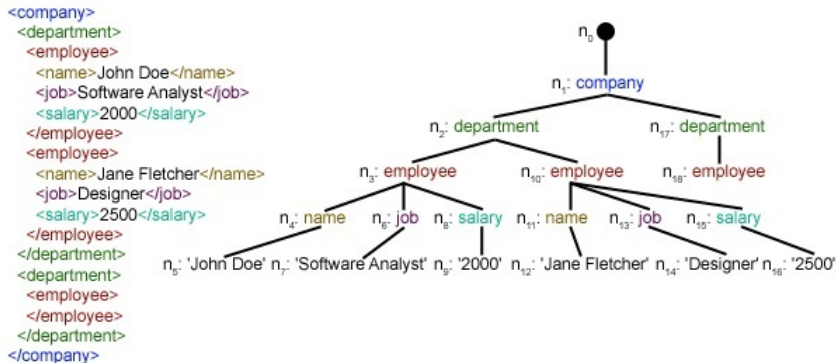 <company>
<department>
<employee>
<name>John Doe</name>
<job>Software Analyst</job>
<salary>2000</salary>
</employee>
<employee>
<name>Jane Fletcher</name>
<job>Designer</job>
<salary>2500</salary>
</employee>
</department>
<department>
<employee>
</employee>
</department>
</company>
n0
n1: company
n2: department n17: department
n3: employee n10: employee n18: employee
n4: name n6: job n8: salary n11: name n13: job n15: salary
n5: 'John Doe' n7: 'Software Analyst' n9: '2000' n12: 'Jane Fletcher' n14: 'Designer' n16: '2500'